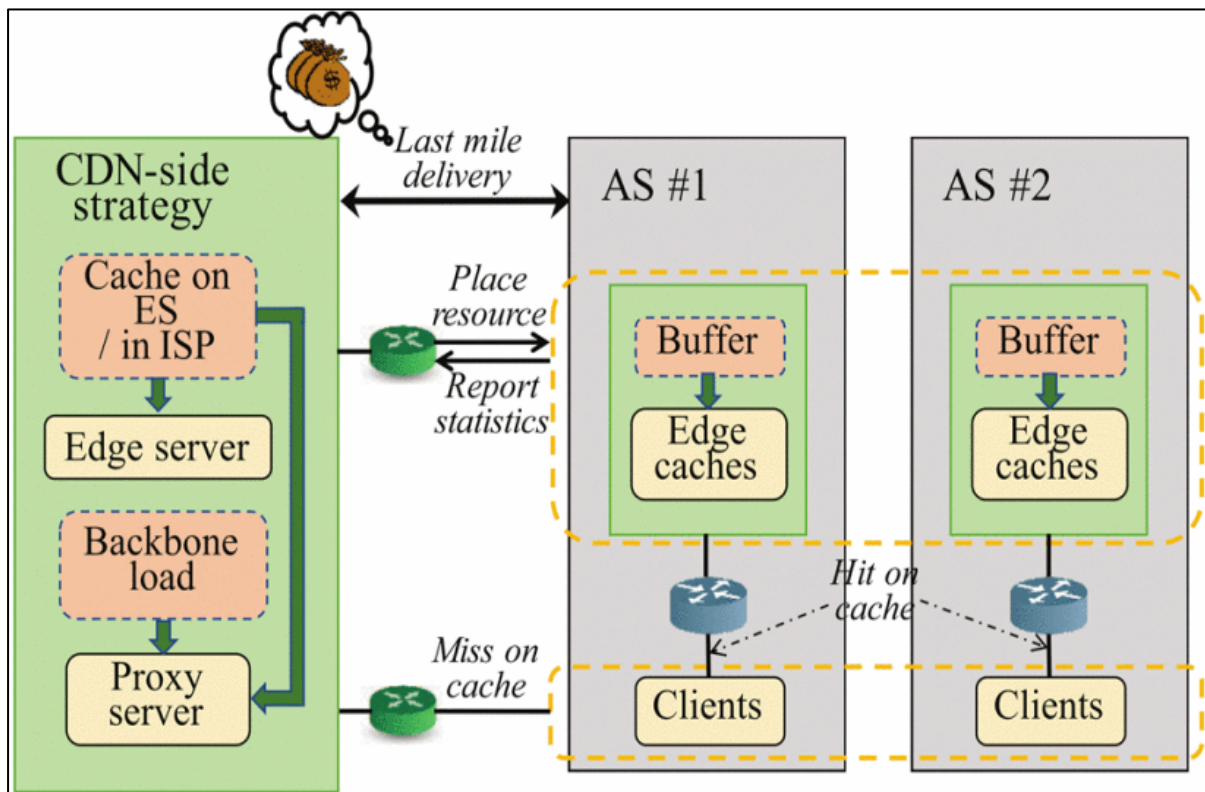 $
Last mile
delivery
CDN-side
strategy
Cache on
ES
/ in ISP
Edge server
Backbone
load
Proxy
server
Place
resource
Report
statistics
Miss on
cache
AS #1
Buffer
Edge
caches
Hit on
cache
Clients
AS #2
Buffer
Edge
caches
Clients